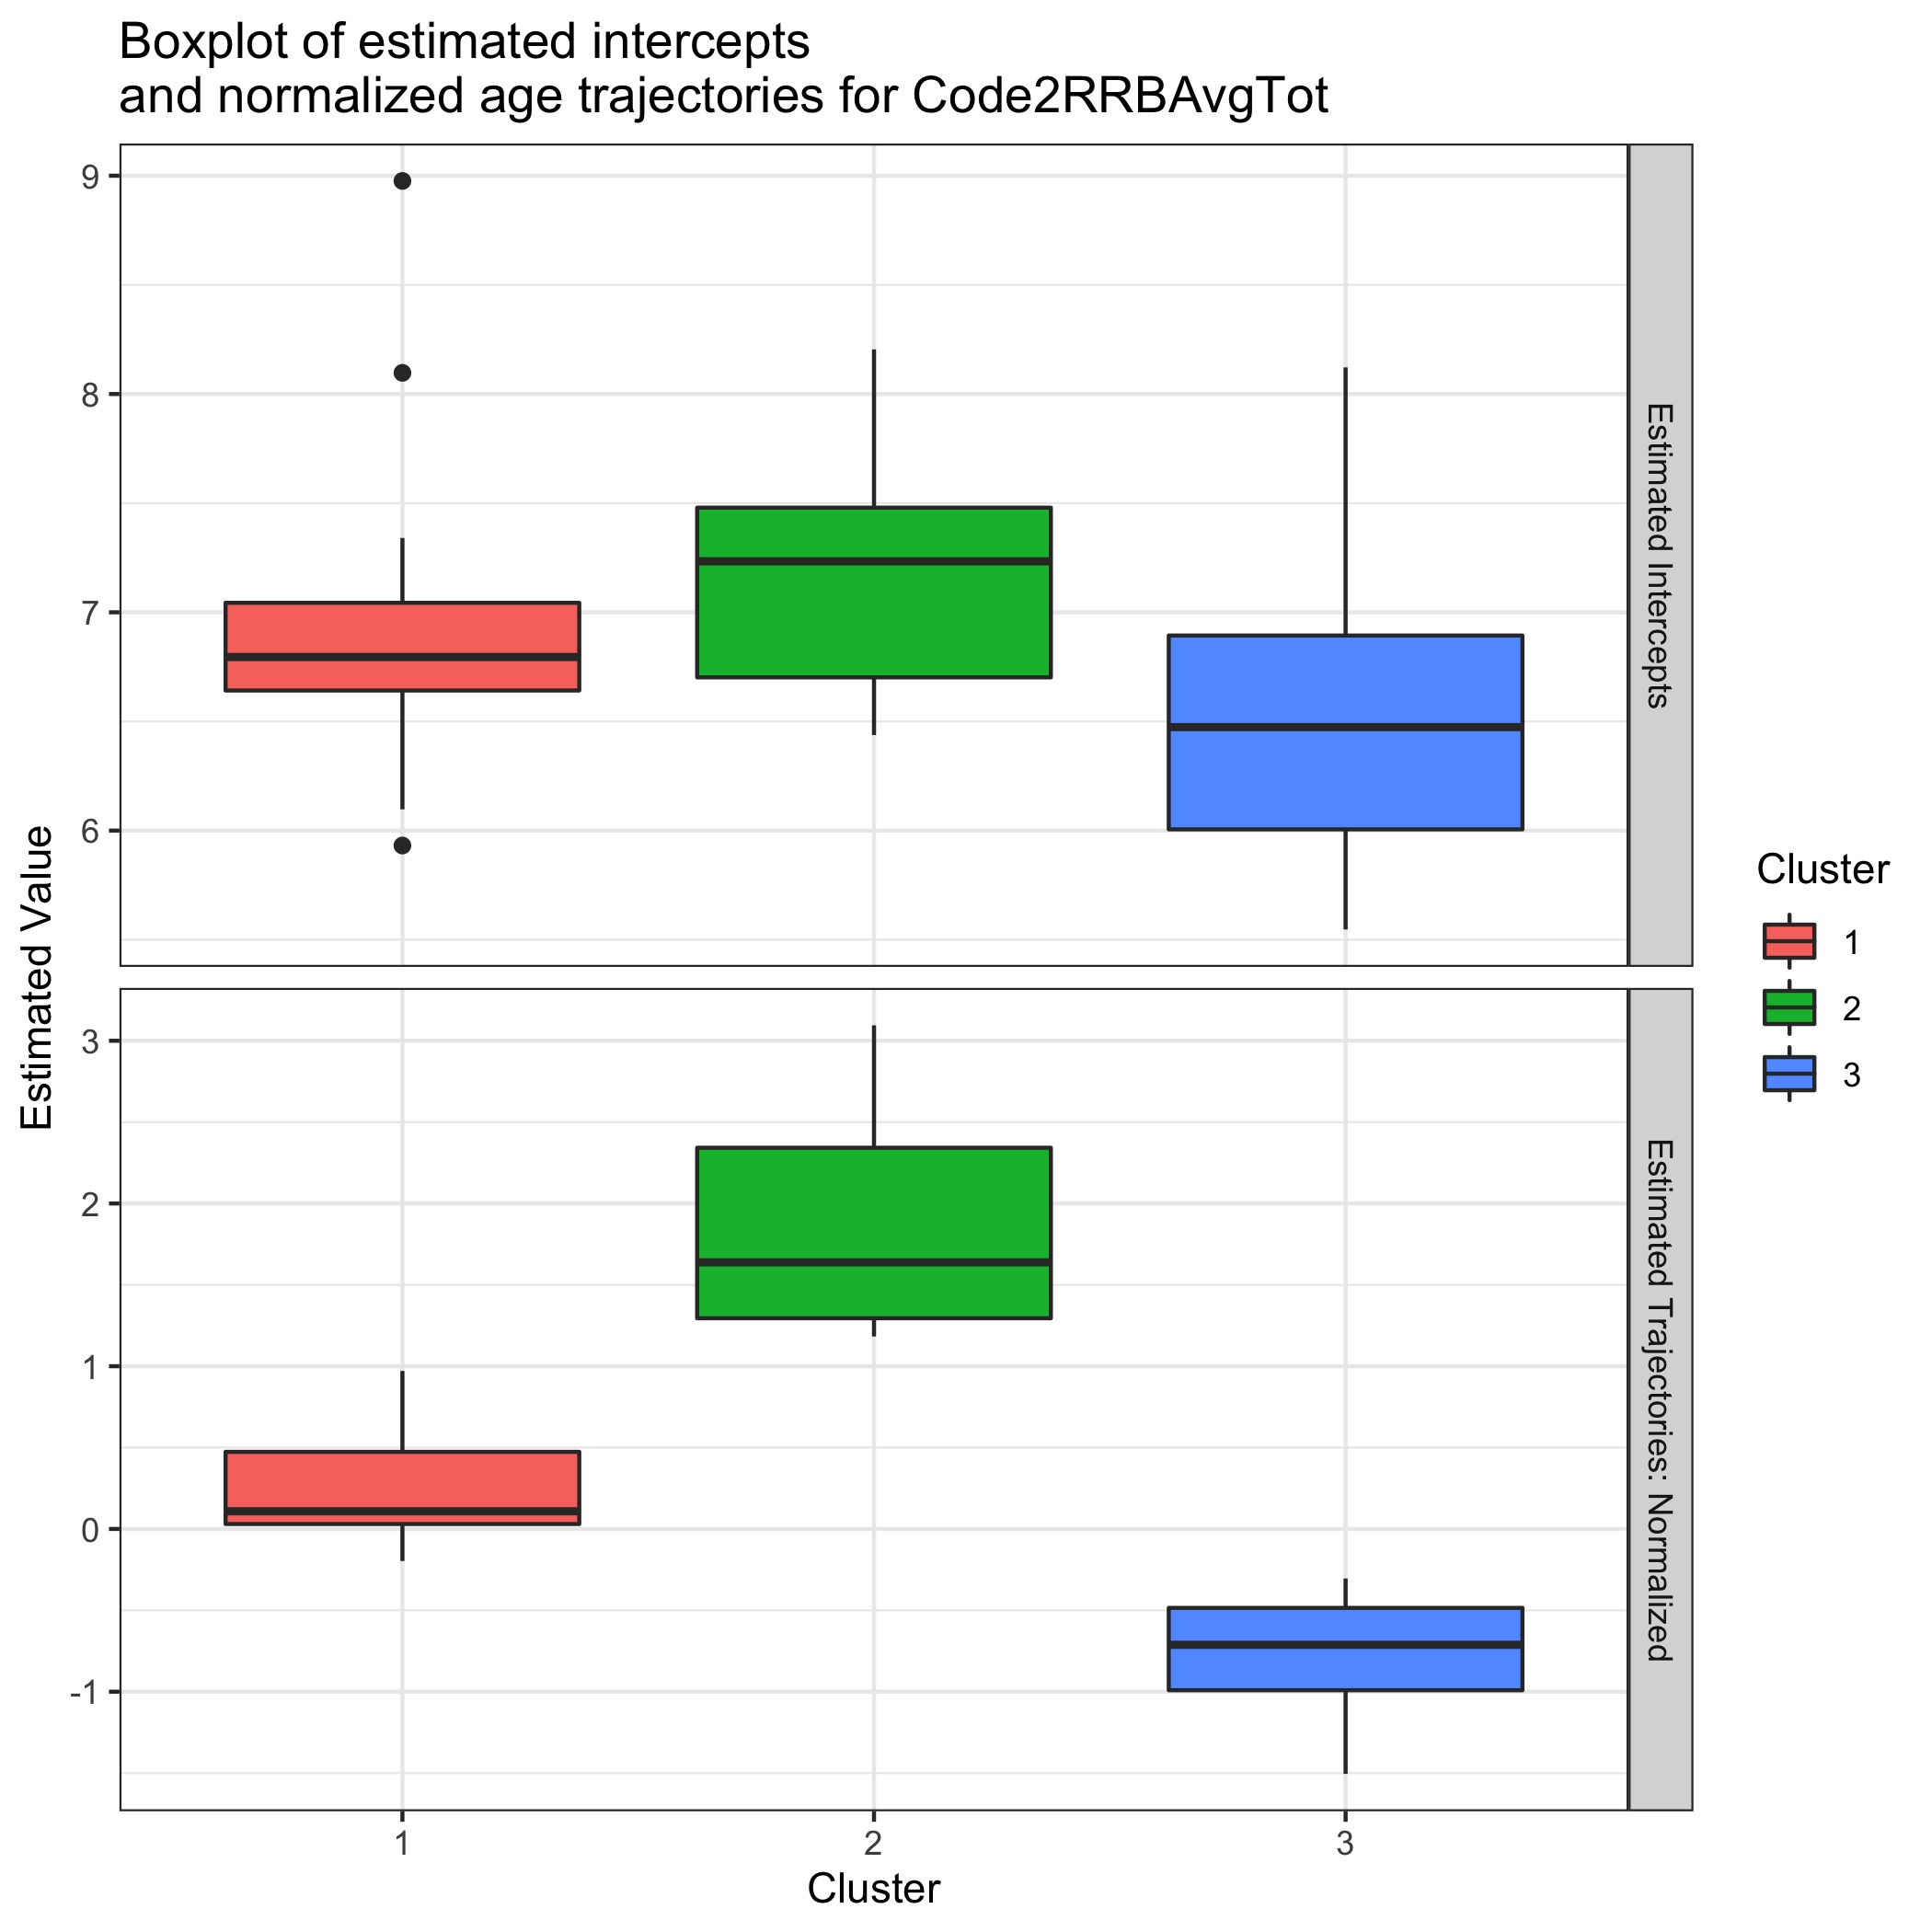 Boxplot of estimated intercepts
and normalized age trajectories for Code2RRBAvgTot
Estimated Value
9
8
7
6
Estimated Intercepts
3
2
1
0
-1
Estimated Trajectories: Normalized
1
2
3
Cluster
Cluster
1
2
3